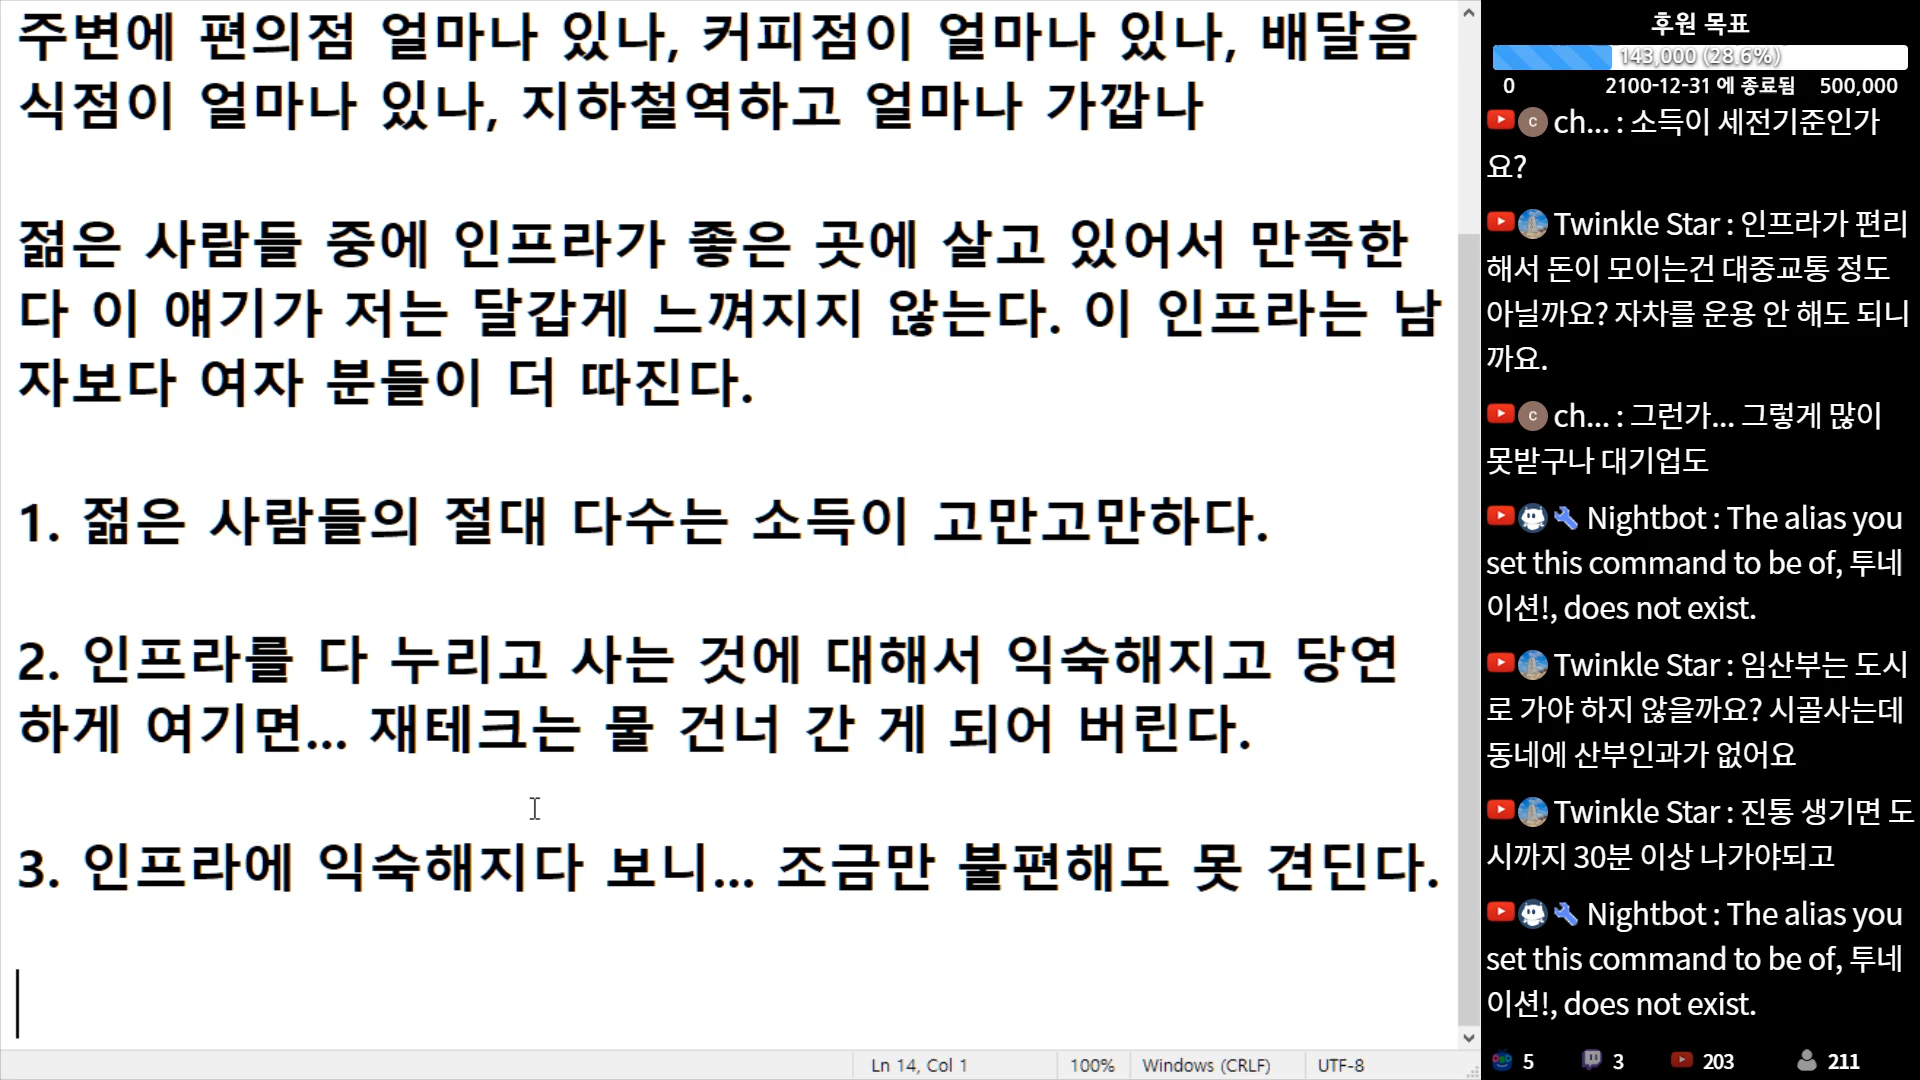 주변에 편의점 얼마나 있나, 커피점이 얼마나 있나, 배달음
식점이 얼마나 있나, 지하철역하고 얼마나 가깝나
젊은 사람들 중에 인프라가 좋은 곳에 살고 있어서 만족한
다 이 얘기가 저는 달갑게 느껴지지 않는다. 이 인프라는 남
자보다 여자 분들이 더 따진다.
1. 젊은 사람들의 절대 다수는 소득이 고만고만하다.
2. 인프라를 다 누리고 사는 것에 대해서 익숙해지고 당연
하게 여기면... 재테크는 물 건너 간 게 되어 버린다.
3. 인프라에 익숙해지다 보니... 조금만 불편해도 못 견딘다.
Ln 14, Col 1
100%
Windows (CRLF)
UTF-8
후원 목표
143,000 (28.6%)
0 2100-12-31 에 종료됨 500,000
c ch... : 소득이 세전기준인가
요?
Twinkle Star : 인프라가 편리
해서 돈이 모이는건 대중교통 정도
아닐까요? 자차를 운용 안 해도 되니
까요.
c ch... : 그런가... 그렇게 많이
못받구나 대기업도
Nightbot : The alias you
set this command to be of, 투네
이션!, does not exist.
Twinkle Star : 임산부는 도시
로 가야 하지 않을까요? 시골사는데
동네에 산부인과가 없어요
Twinkle Star : 진통 생기면 도
시까지 30분 이상 나가야되고
Nightbot : The alias you
set this command to be of, 투네
이션!, does not exist.
5 3 203 211